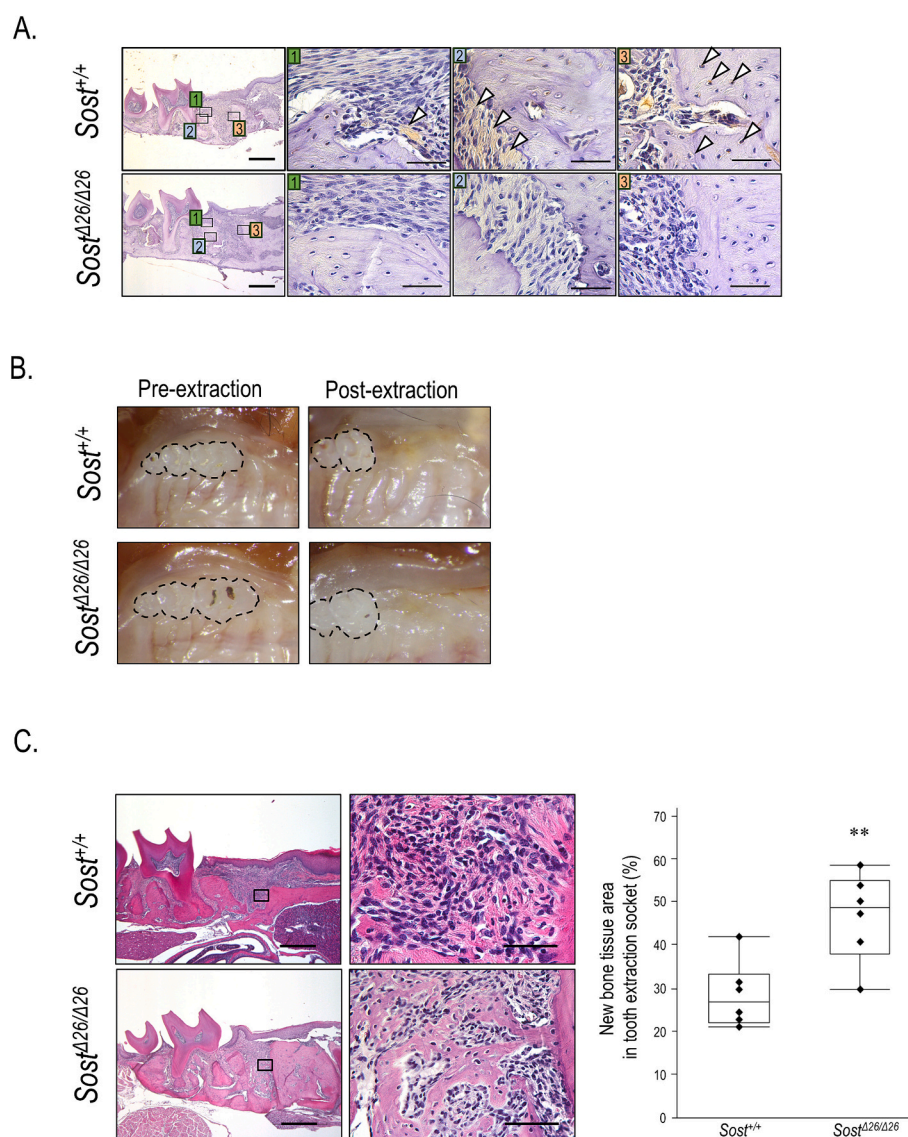 A.
Sost+/+
1
2
3
1
2
3
SostΔ26/Δ26
1
2
3
1
2
3
B.
Pre-extraction
Post-extraction
Sost+/+
SostΔ26/Δ26
C.
Sost+/+
SostΔ26/Δ26
New bone tissue area
in tooth extraction socket (%)
70
60
50
40
30
20
10
0
**
Sost+/+
SostΔ26/Δ26